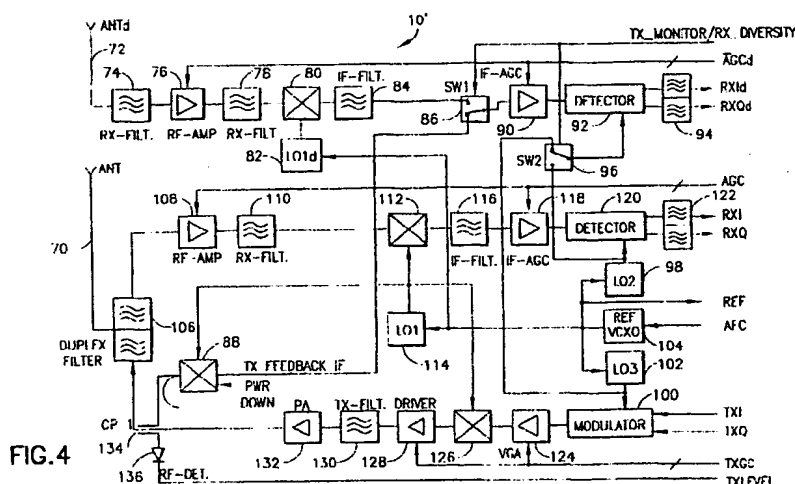 10'
ANTd
72
74
76
78
80
IF-FILT.
84
SW1
86
IF-AGC
90
DETECTOR
92
94
TX_MONITOR/RX_DIVERSITY
AGCd
RXId
RXQd
RX-FILT.
RF-AMP
RX-FILT
82
LO1d
SW2
96
ANT
70
108
110
112
116
118
120
122
AGC
DETECTOR
RXI
RXQ
RF-AMP
RX-FILT.
IF-FILT.
IF-AGC
LO2
98
REF
106
DUPLEX
FILTER
88
LO1
114
REF
VCXO
104
AFC
TX FEEDBACK IF
PWR
DOWN
LO3
102
100
CP 1
134
PA
132
TX-FILT.
130
DRIVER
128
126
VGA
124
MODULATOR
TXI
TXQ
136
RF-DET.
TXGC
TXLEVEL
FIG.4